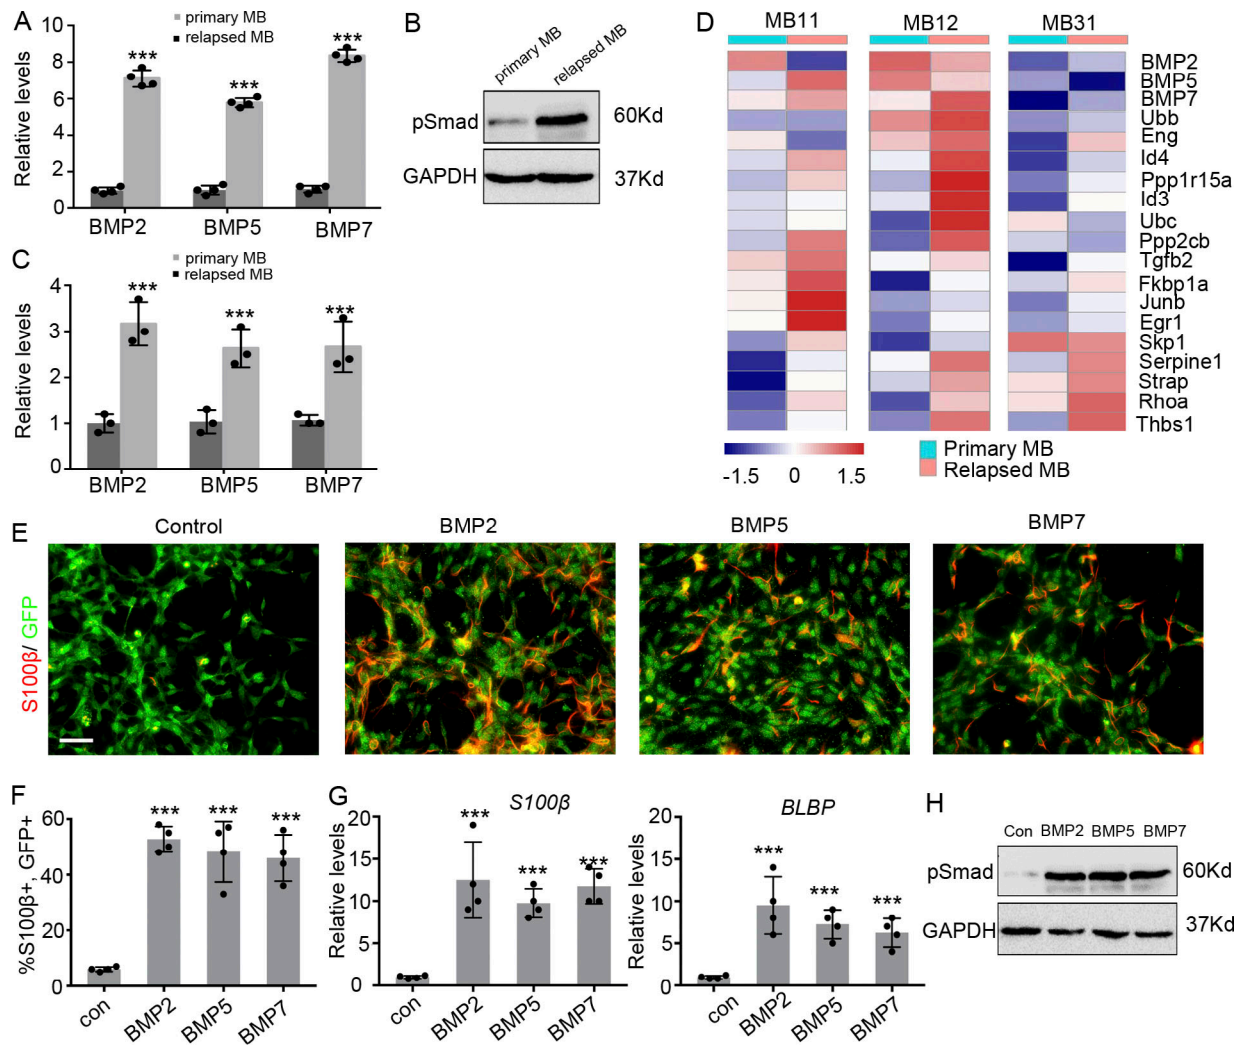 A
primary MB
relapsed MB
Relative levels
10
8
6
4
2
0
***
***
***
BMP2
BMP5
BMP7
B
primary MB
relapsed MB
pSmad
60Kd
GAPDH
37Kd
C
primary MB
relapsed MB
Relative levels
4
3
2
1
0
***
***
***
BMP2
BMP5
BMP7
D
MB11
MB12
MB31
BMP2
BMP5
BMP7
Ubb
Eng
Id4
Ppp1r15a
Id3
Ubc
Ppp2cb
Tgfb2
Fkbp1a
Junb
Egr1
Skp1
Serpine1
Strap
Rhoa
Thbs1
-1.5
0
1.5
Primary MB
Relapsed MB
E
Control
BMP2
BMP5
BMP7
S100β/ GFP
F
%S100β+, GFP+
60
40
20
0
***
***
***
con
BMP2
BMP5
BMP7
G
S100β
Relative levels
20
15
10
5
0
***
***
***
con
BMP2
BMP5
BMP7
BLBP
Relative levels
20
15
10
5
0
***
***
***
con
BMP2
BMP5
BMP7
H
Con
BMP2
BMP5
BMP7
pSmad
60Kd
GAPDH
37Kd